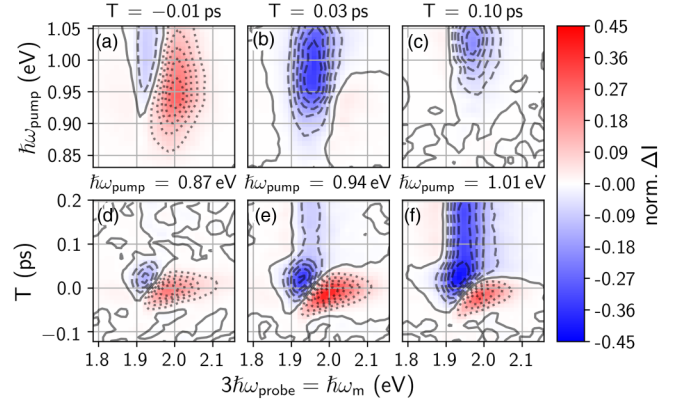 T = −0.01 ps T = 0.03 ps T = 0.10 ps
(a) (b) (c)
1.05
1.00
0.95
0.90
0.85
ℏω_pump (eV)
ℏω_pump = 0.87 eV ℏω_pump = 0.94 eV ℏω_pump = 1.01 eV
(d) (e) (f)
0.2
0.1
0.0
−0.1
T (ps)
1.8 1.9 2.0 2.1 1.8 1.9 2.0 2.1 1.8 1.9 2.0 2.1
3ℏω_probe = ℏω_m (eV)
0.45
0.36
0.27
0.18
0.09
-0.00
-0.09
-0.18
-0.27
-0.36
-0.45
norm. ΔI